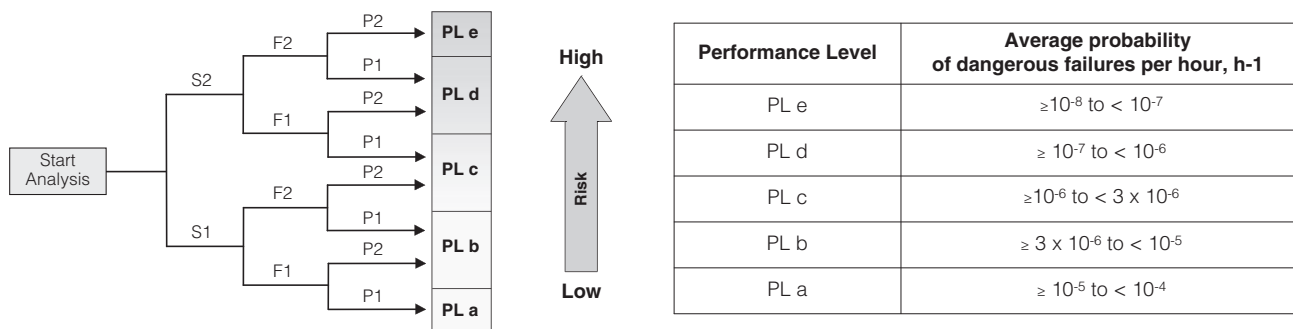 P2
PL e
F2
P1
S2
PL d
P2
F1
P1
PL c
Start
Analysis
P2
F2
P1
S1
PL b
P2
F1
P1
PL a
High
Risk
Low
Performance Level
Average probability
of dangerous failures per hour, h-1
PL e
≥10-8 to < 10-7
PL d
≥ 10-7 to < 10-6
PL c
≥10-6 to < 3 x 10-6
PL b
≥ 3 x 10-6 to < 10-5
PL a
≥ 10-5 to < 10-4